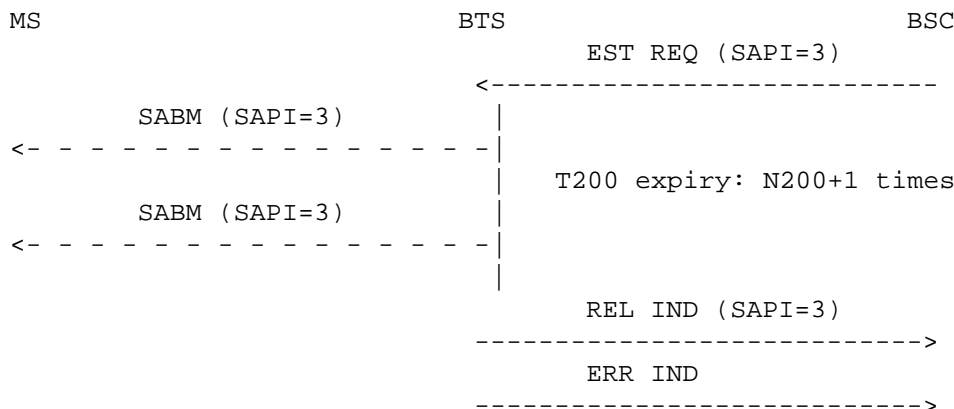 MS BTS BSC
EST REQ (SAPI=3)
SABM (SAPI=3)
T200 expiry: N200+1 times
SABM (SAPI=3)
REL IND (SAPI=3)
ERR IND